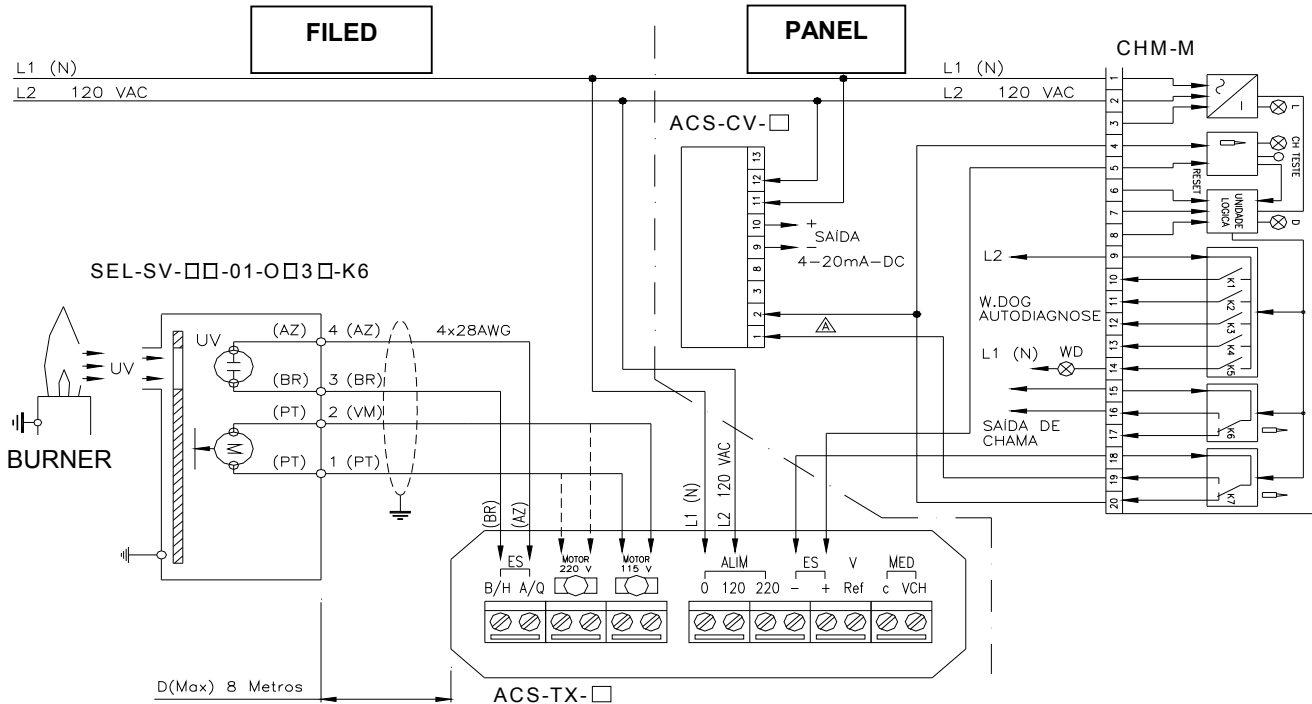 FILED
PANEL
CHM-M
L1 (N)
L2 120 VAC
L1 (N)
L2 120 VAC
ACS-CV-□
13
12
11
10
9
8
3
2
1
+
SAÍDA
−
4-20mA-DC
A
1
2
3
4
5
6
7
8
9
10
11
12
13
14
15
16
17
18
19
20
L
CH TESTE
RESET
UNIDADE
LOGICA
D
L2
K1
K2
K3
K4
K5
W.DOG
AUTODIAGNOSE
L1 (N)
WD
SAÍDA DE
CHAMA
K6
K7
SEL-SV-□□-01-O□3□-K6
UV
UV
(AZ) 4 (AZ)
4x28AWG
(BR) 3 (BR)
(PT) 2 (VM)
M
(PT) 1 (PT)
BURNER
(BR)
(AZ)
L1 (N)
L2 120 VAC
ES
MOTOR
220 V
MOTOR
115 V
ALIM
ES
V
MED
B/H A/Q
0 120 220 − + Ref c VCH
D(Max) 8 Metros
ACS-TX-□